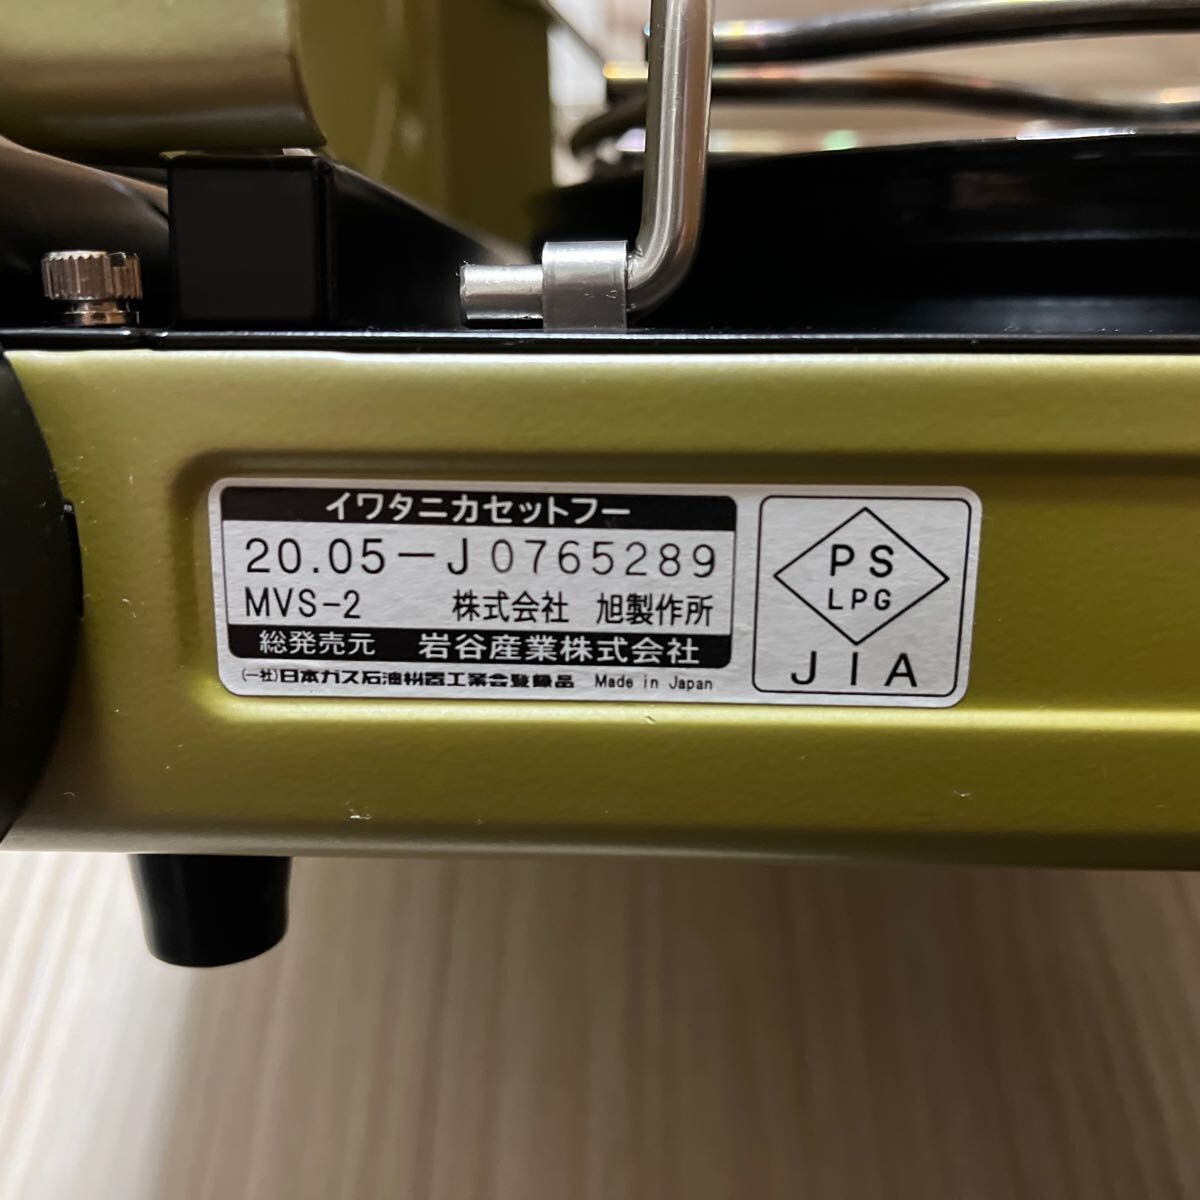 イワタニカセットフー
20.05-J0765289
MVS-2 株式会社 旭製作所
総発売元 岩谷産業株式会社
(一社)日本ガス石油機器工業会登録品 Made in Japan
PS
LPG
JIA